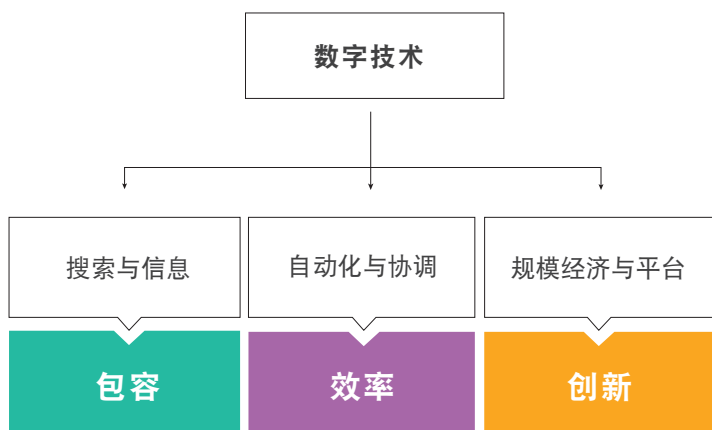 数字技术
搜索与信息
自动化与协调
规模经济与平台
包容
效率
创新